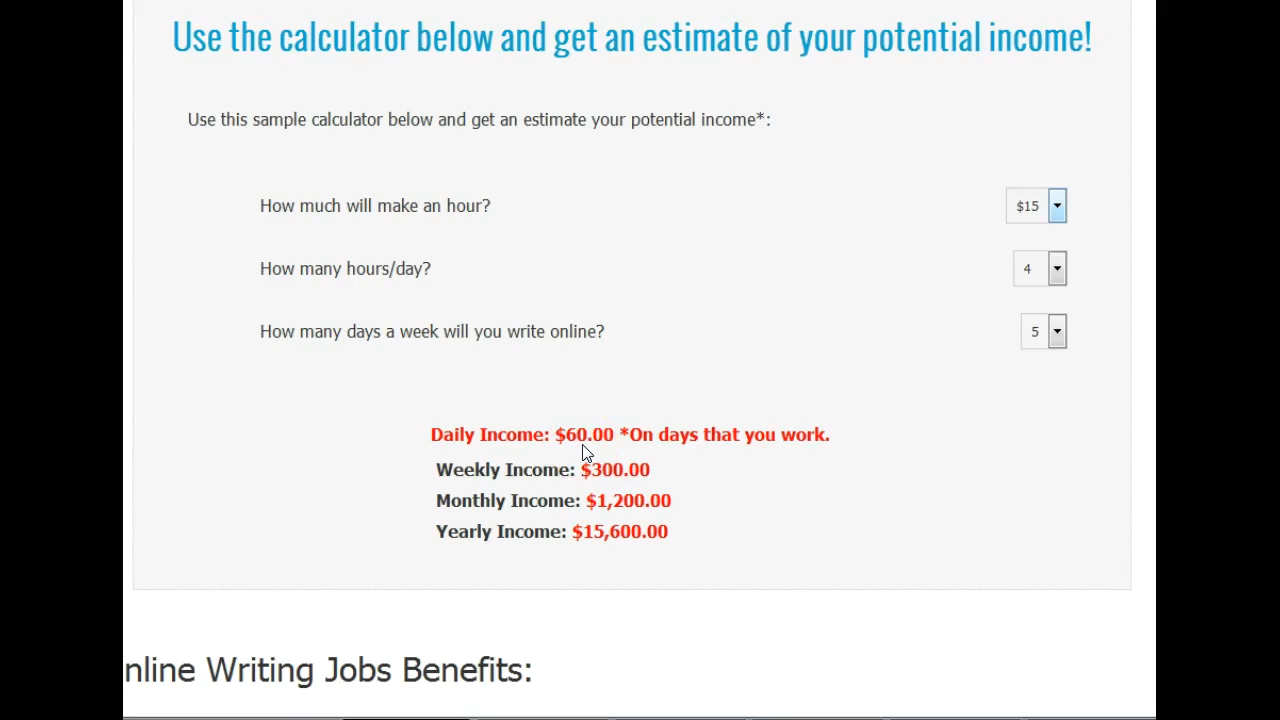 Use the calculator below and get an estimate of your potential income!
Use this sample calculator below and get an estimate your potential income*:
How much will make an hour? $15
How many hours/day? 4
How many days a week will you write online? 5
Daily Income: $60.00 *On days that you work.
Weekly Income: $300.00
Monthly Income: $1,200.00
Yearly Income: $15,600.00
nline Writing Jobs Benefits: